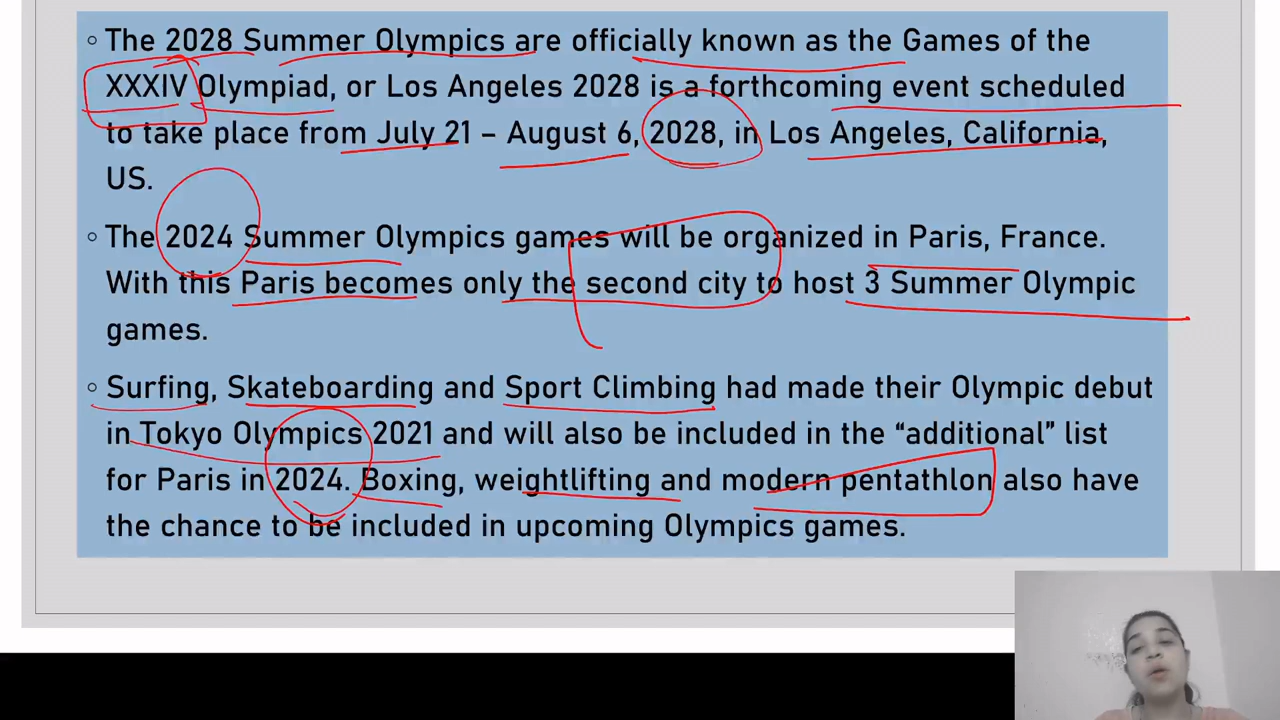 ◦ The 2028 Summer Olympics are officially known as the Games of the
XXXIV Olympiad, or Los Angeles 2028 is a forthcoming event scheduled
to take place from July 21 – August 6, 2028, in Los Angeles, California,
US.
◦ The 2024 Summer Olympics games will be organized in Paris, France.
With this Paris becomes only the second city to host 3 Summer Olympic
games.
◦ Surfing, Skateboarding and Sport Climbing had made their Olympic debut
in Tokyo Olympics 2021 and will also be included in the “additional” list
for Paris in 2024. Boxing, weightlifting and modern pentathlon also have
the chance to be included in upcoming Olympics games.